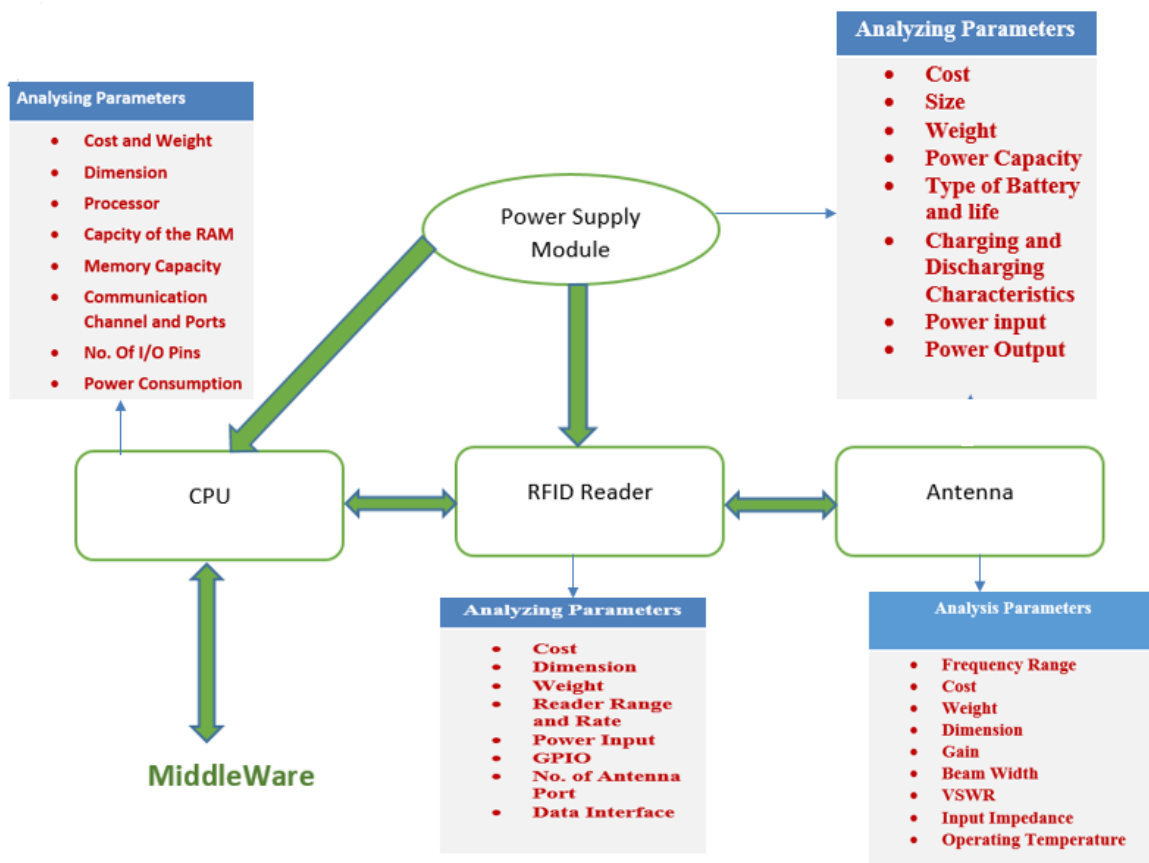 Analyzing Parameters
• Cost
• Size
• Weight
• Power Capacity
• Type of Battery
and life
• Charging and
Discharging
Characteristics
• Power input
• Power Output
Analysing Parameters
• Cost and Weight
• Dimension
• Processor
• Capcity of the RAM
• Memory Capacity
• Communication
Channel and Ports
• No. Of I/O Pins
• Power Consumption
Power Supply
Module
CPU
RFID Reader
Antenna
MiddleWare
Analyzing Parameters
• Cost
• Dimension
• Weight
• Reader Range
and Rate
• Power Input
• GPIO
• No. of Antenna
Port
• Data Interface
Analysis Parameters
• Frequency Range
• Cost
• Weight
• Dimension
• Gain
• Beam Width
• VSWR
• Input Impedance
• Operating Temperature